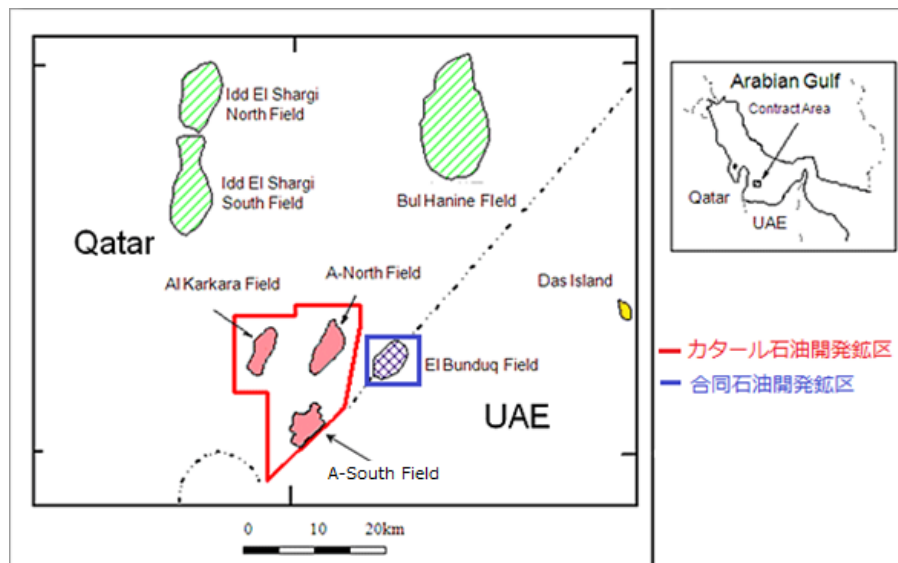 Idd El Shargi
North Field
Idd El Shargi
South Field
Bul Hanine FIeld
Qatar
Al Karkara Field
A-North Field
Das Island
El Bunduq Field
UAE
A-South Field
0 10 20km
Arabian Gulf
Contract Area
Qatar
UAE
カタール石油開発鉱区
合同石油開発鉱区